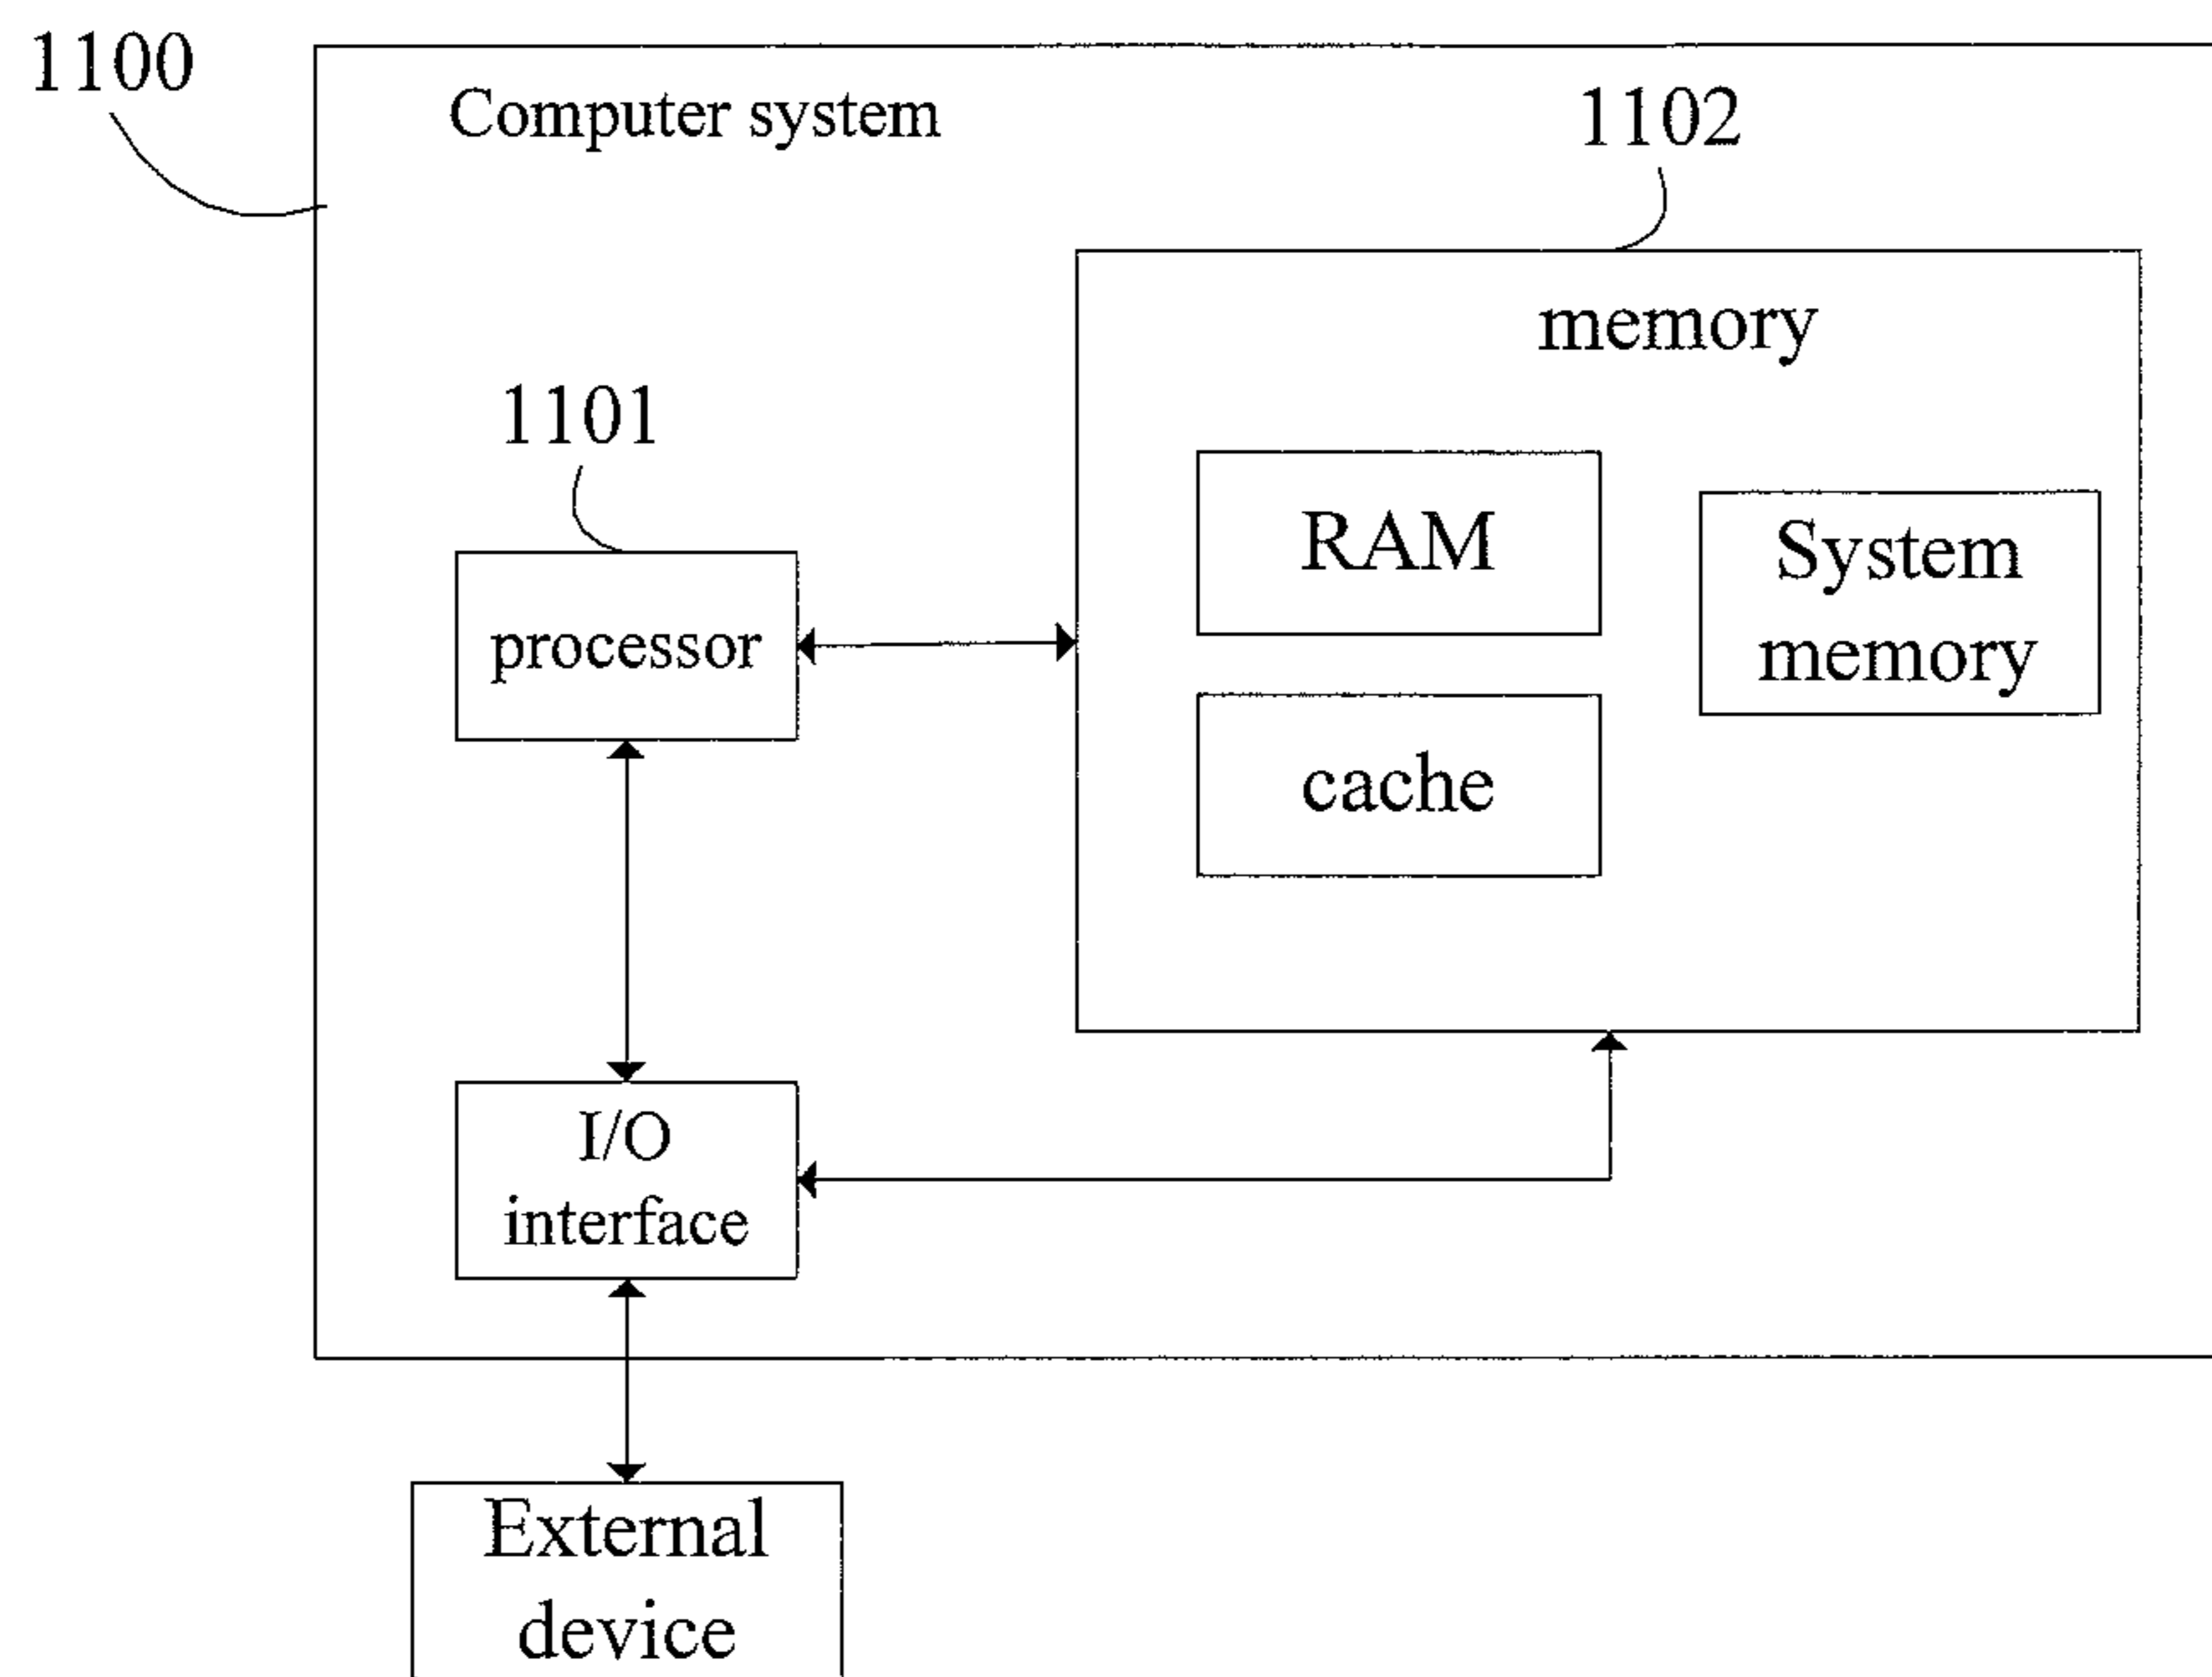 1100
Computer system
1102
memory
1101
RAM
System
memory
processor
cache
I/O
interface
External
device